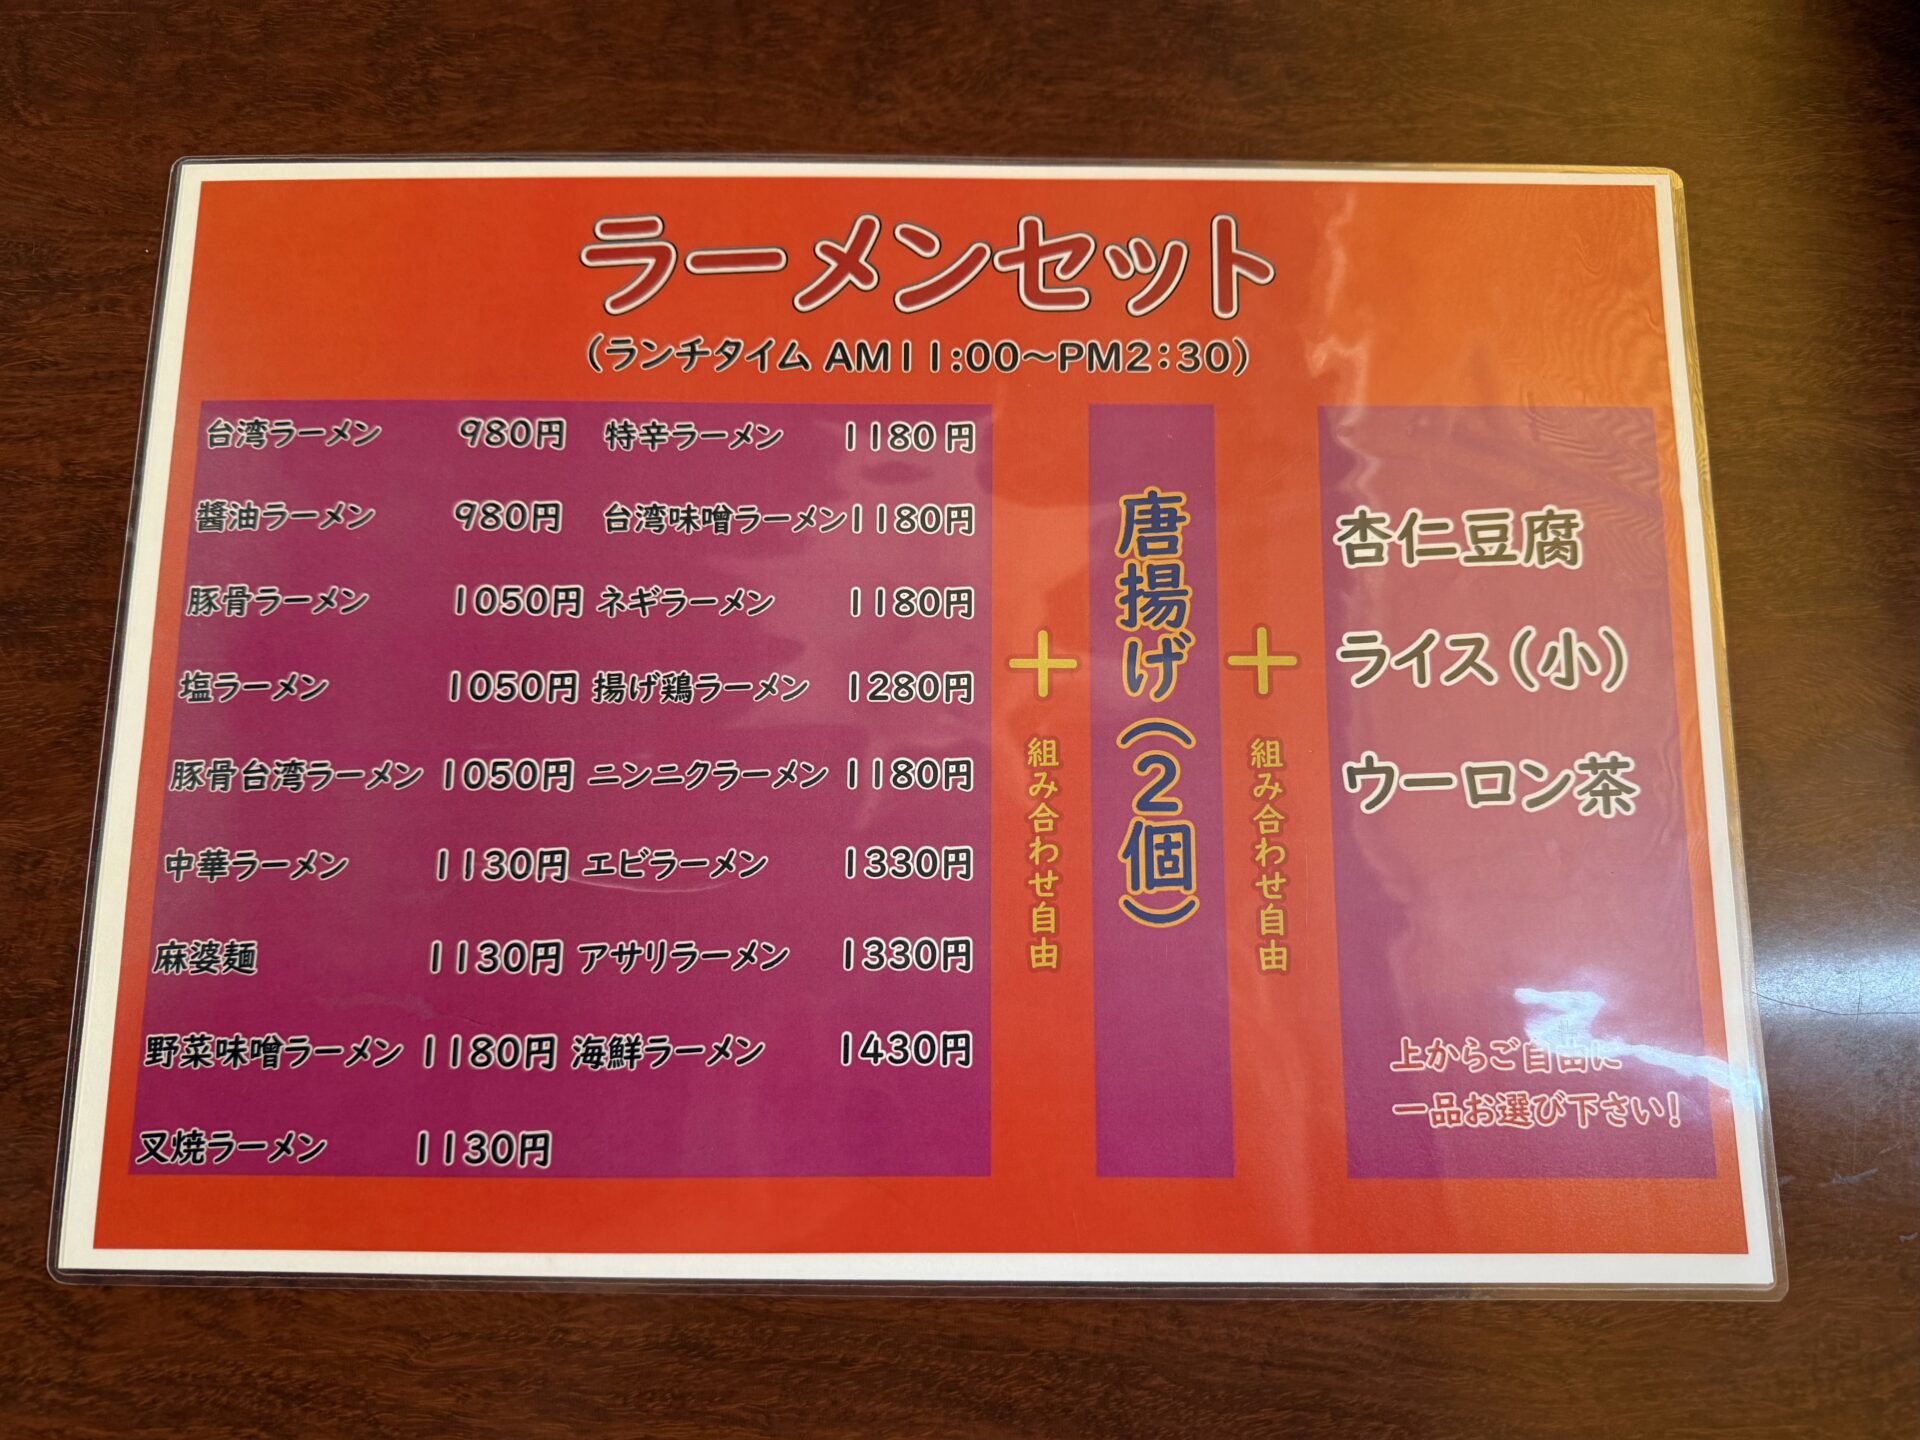 ラーメンセット
（ランチタイム AM11:00～PM2:30）
台湾ラーメン 980円 特辛ラーメン 1180円
醬油ラーメン 980円 台湾味噌ラーメン 1180円
豚骨ラーメン 1050円 ネギラーメン 1180円
塩ラーメン 1050円 揚げ鶏ラーメン 1280円
豚骨台湾ラーメン 1050円 ニンニクラーメン 1180円
中華ラーメン 1130円 エビラーメン 1330円
麻婆麺 1130円 アサリラーメン 1330円
野菜味噌ラーメン 1180円 海鮮ラーメン 1430円
叉焼ラーメン 1130円
＋
組み合わせ自由
唐揚げ（2個）
＋
組み合わせ自由
杏仁豆腐
ライス（小）
ウーロン茶
上からご自由に
一品お選び下さい！